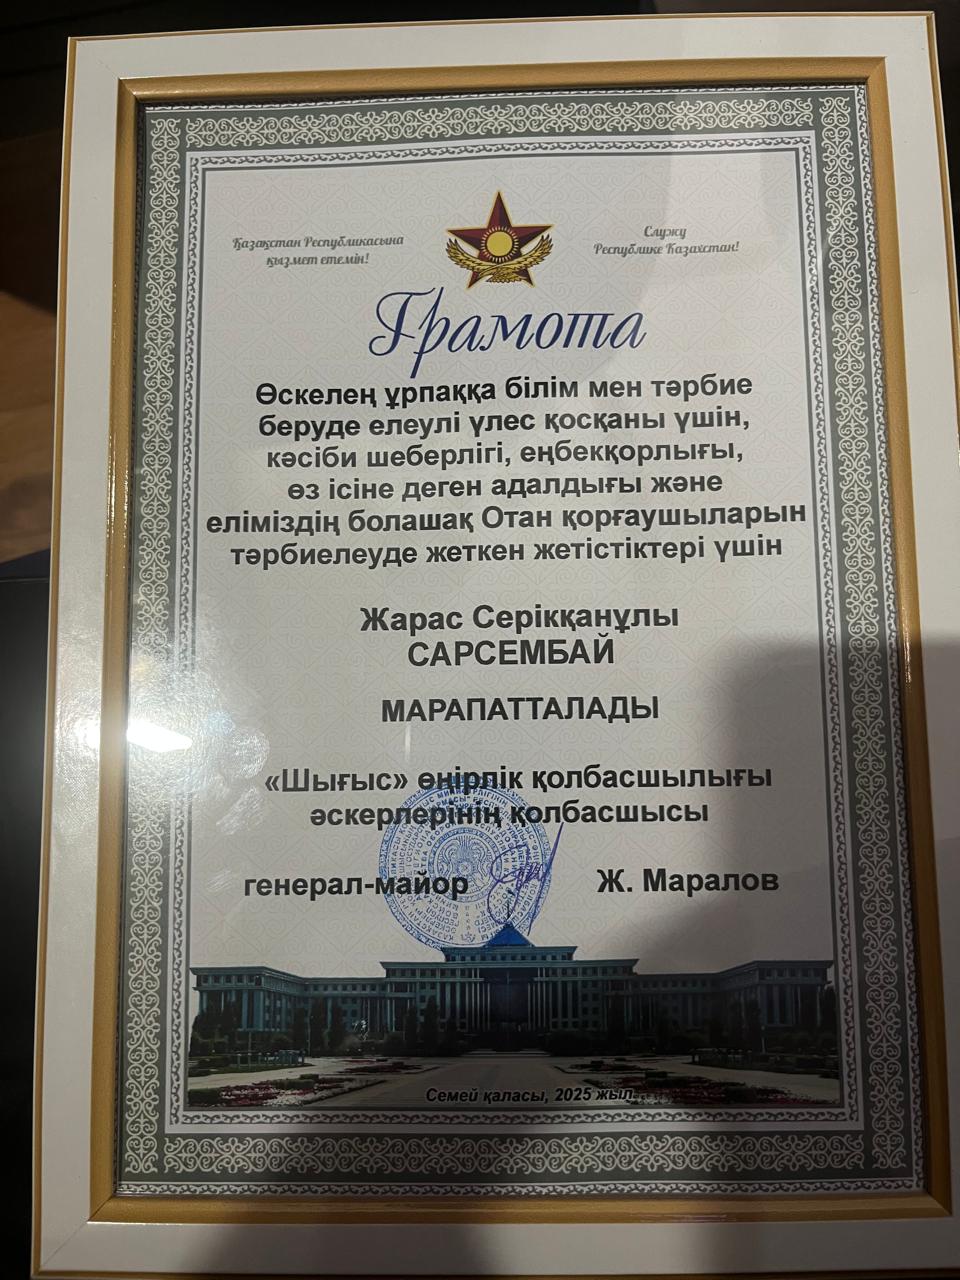 Қазақстан Республикасына
қызмет етемін!
Служу
Республике Казахстан!
Грамота
Өскелең ұрпаққа білім мен тәрбие
беруде елеулі үлес қосқаны үшін,
кәсіби шеберлігі, еңбекқорлығы,
өз ісіне деген адалдығы және
еліміздің болашақ Отан қорғаушыларын
тәрбиелеуде жеткен жетістіктері үшін
Жарас Серікқанұлы
САРСЕМБАЙ
МАРАПАТТАЛАДЫ
«Шығыс» өңірлік қолбасшылығы
әскерлерінің қолбасшысы
генерал-майор Ж. Маралов
Семей қаласы, 2025 жыл